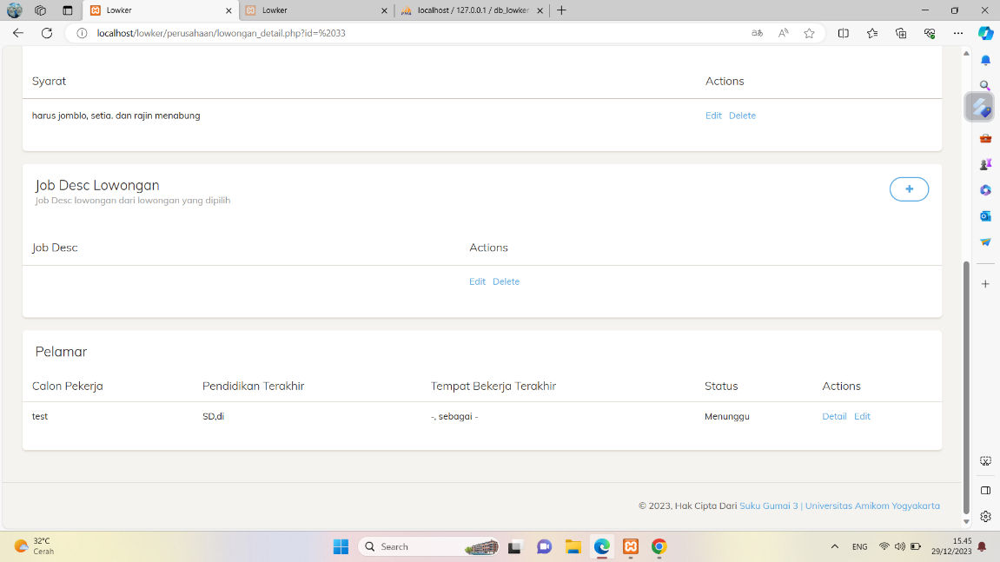 Lowker
Lowker
localhost / 127.0.0.1 / db_lowker
localhost/lowker/perusahaan/lowongan_detail.php?id=%2033
Syarat
Actions
harus jomblo, setia. dan rajin menabung
Edit Delete
Job Desc Lowongan
Job Desc lowongan dari lowongan yang dipilih
+
Job Desc
Actions
Edit Delete
Pelamar
Calon Pekerja
Pendidikan Terakhir
Tempat Bekerja Terakhir
Status
Actions
test
SD,di
-, sebagai -
Menunggu
Detail Edit
© 2023, Hak Cipta Dari Suku Gumai 3 | Universitas Amikom Yogyakarta
32°C
Cerah
Search
ENG
15.45
29/12/2023